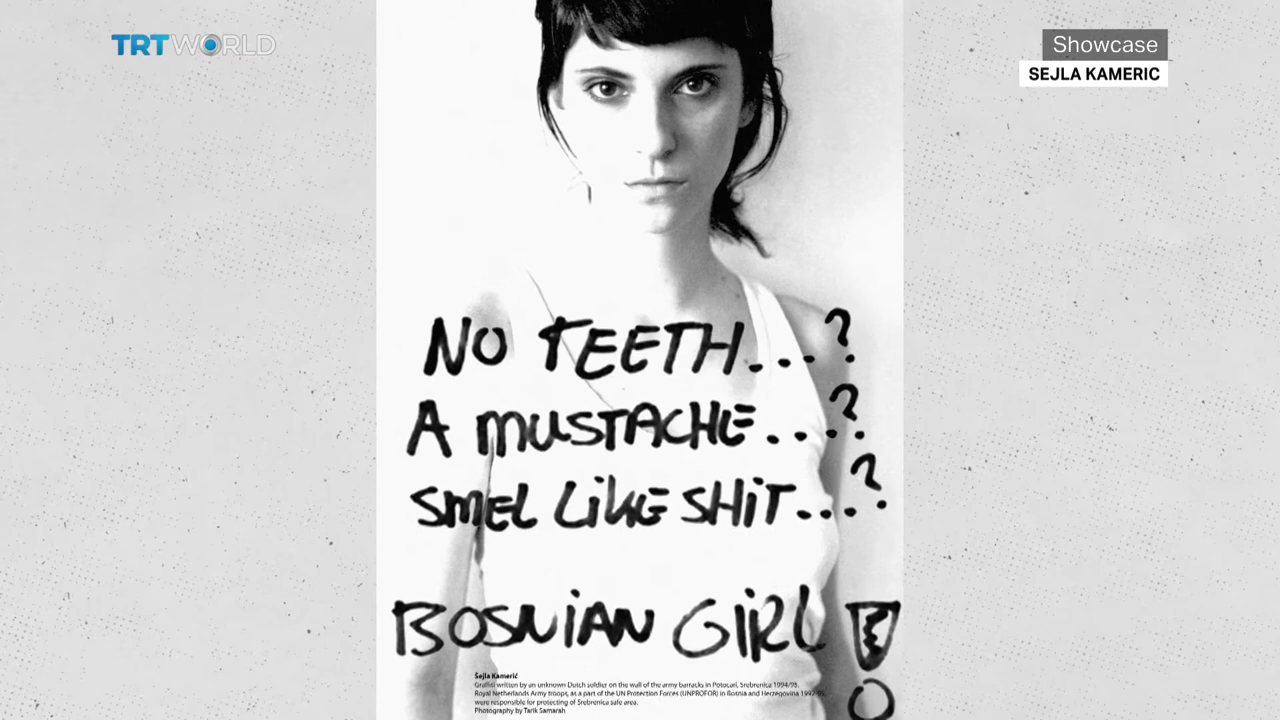 TRT WORLD
Showcase
SEJLA KAMERIC
NO TEETH...?
A MUSTACHE...?
SMEL LIKE SHIT...?
BOSNIAN GIRL!
Šejla Kamerić
Graffiti written by an unknown Dutch soldier on the wall of the army barracks in Potocari, Srebrenica 1994/95.
Royal Netherlands Army troops, as a part of the UN Protection Forces (UNPROFOR) in Bosnia and Herzegovina 1992-95,
were responsible for protecting of Srebrenica safe area.
Photography by Tarik Samarah